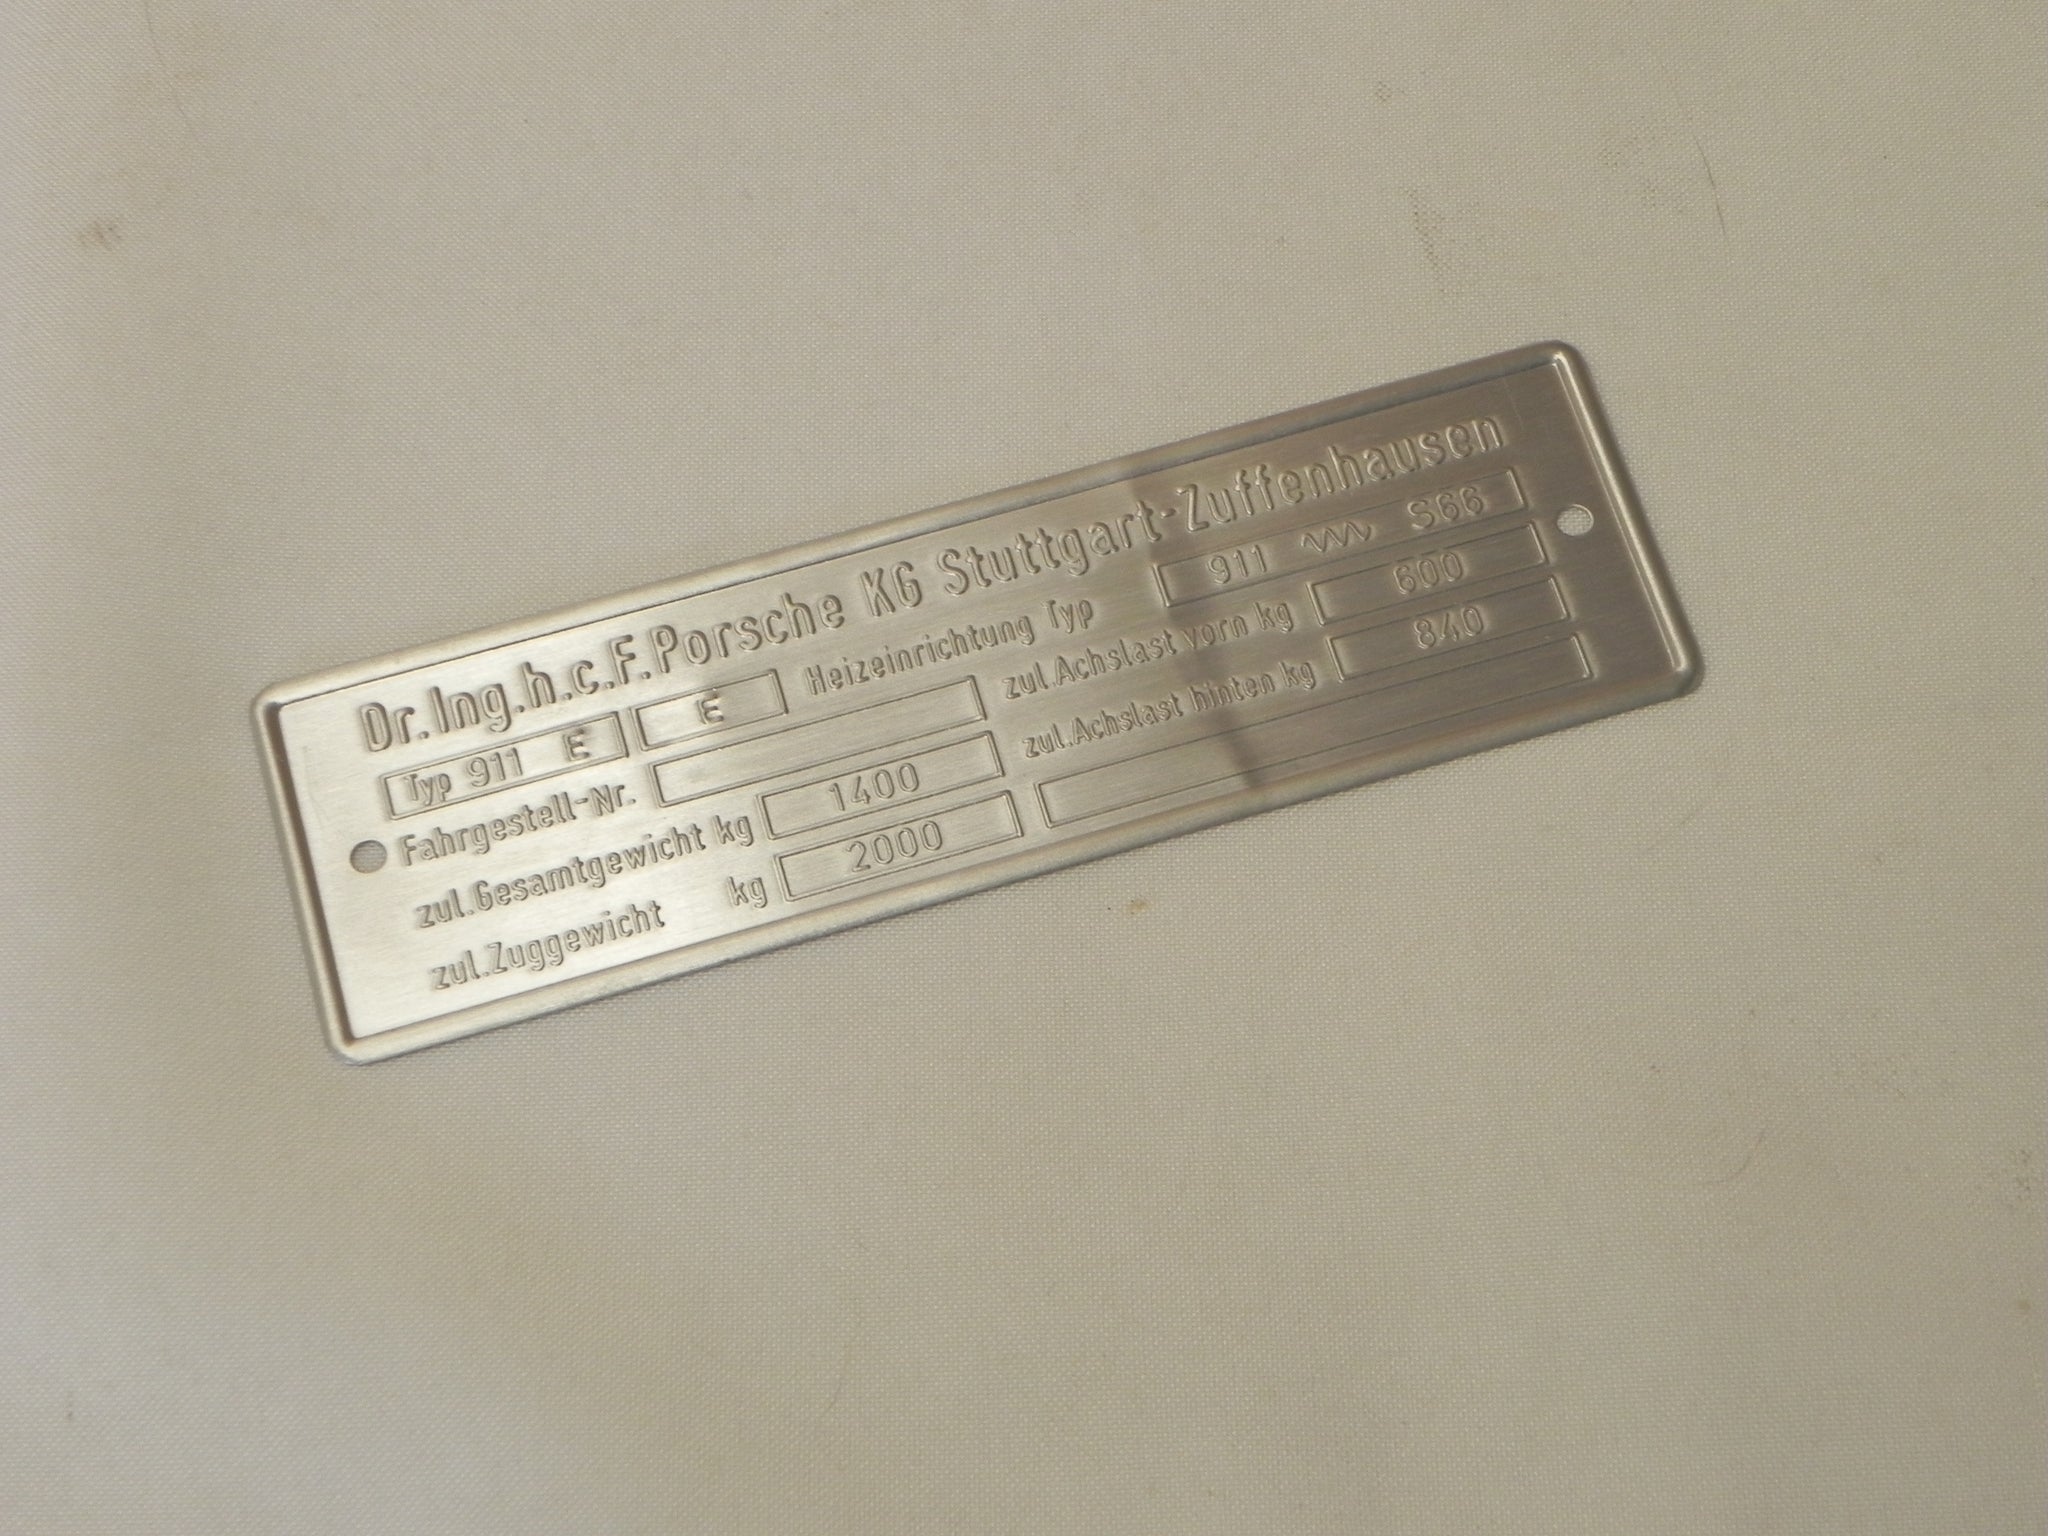 Dr.Ing.h.c.F.Porsche KG Stuttgart-Zuffenhausen
Typ 911 E E Heizeinrichtung Typ 911 S66
Fahrgestell-Nr. zul.Achslast vorn kg 600
zul.Gesamtgewicht kg 1400 zul.Achslast hinten kg 840
zul.Zuggewicht kg 2000